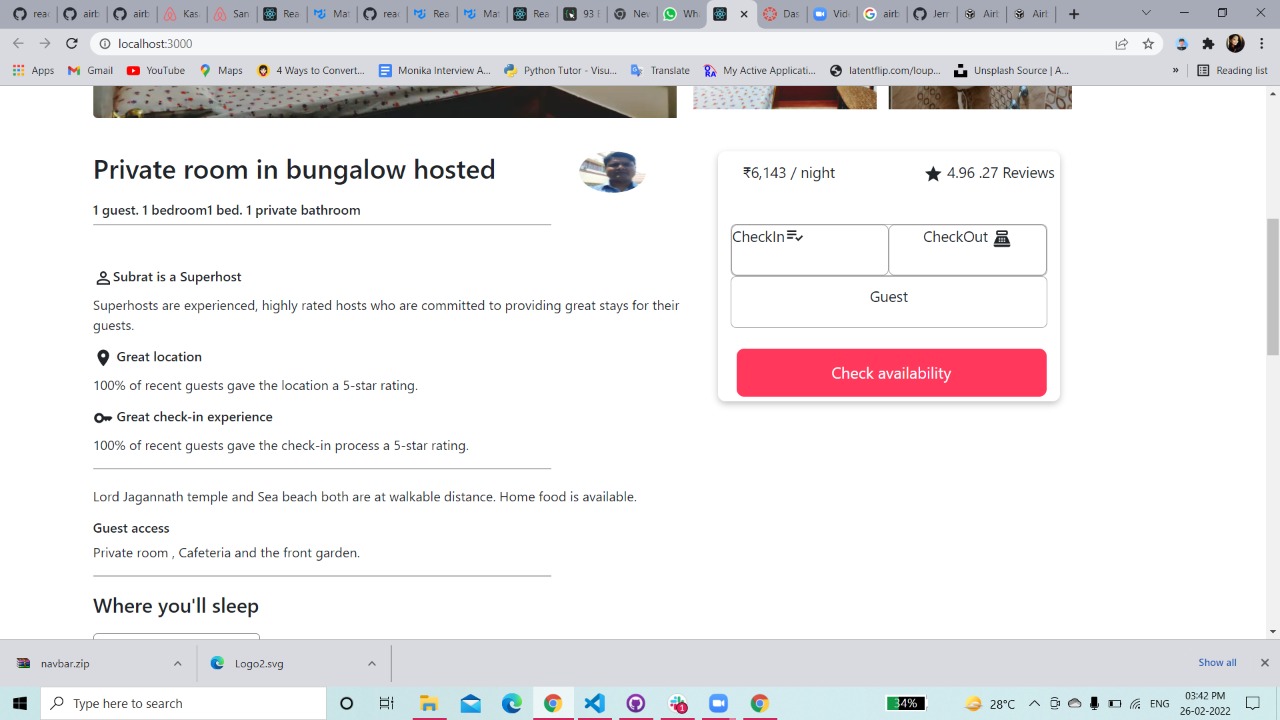 reac
airb
airb
Kas
San
Rea
Ma
reac
Rea
Ma
Rea
93 l
Ne
Wh
Das
Vid
airb
Jerr
Airb
Airl
localhost:3000
Apps
Gmail
YouTube
Maps
4 Ways to Convert...
Monika Interview A...
Python Tutor - Visu...
Translate
My Active Applicati...
latentflip.com/loup...
Unsplash Source | A...
»
Reading list
Private room in bungalow hosted
1 guest. 1 bedroom1 bed. 1 private bathroom
Subrat is a Superhost
Superhosts are experienced, highly rated hosts who are committed to providing great stays for their
guests.
Great location
100% of recent guests gave the location a 5-star rating.
Great check-in experience
100% of recent guests gave the check-in process a 5-star rating.
Lord Jagannath temple and Sea beach both are at walkable distance. Home food is available.
Guest access
Private room , Cafeteria and the front garden.
Where you'll sleep
₹6,143 / night
4.96 .27 Reviews
CheckIn
CheckOut
Guest
Check availability
navbar.zip
Logo2.svg
Show all
Type here to search
1
34%
28°C
ENG
03:42 PM
26-02-2022